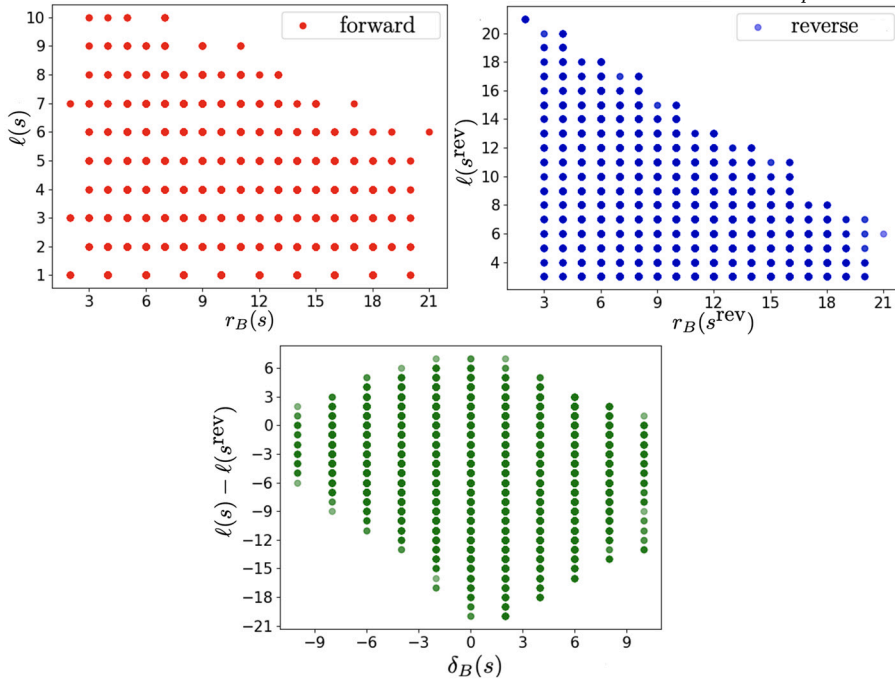 10
9
8
7
6
5
4
3
2
1
ℓ(s)
forward
3 6 9 12 15 18 21
r_B(s)
20
18
16
14
12
10
8
6
4
ℓ(s^rev)
reverse
3 6 9 12 15 18 21
r_B(s^rev)
6
3
0
−3
−6
−9
−12
−15
−18
−21
ℓ(s) − ℓ(s^rev)
−9 −6 −3 0 3 6 9
δ_B(s)